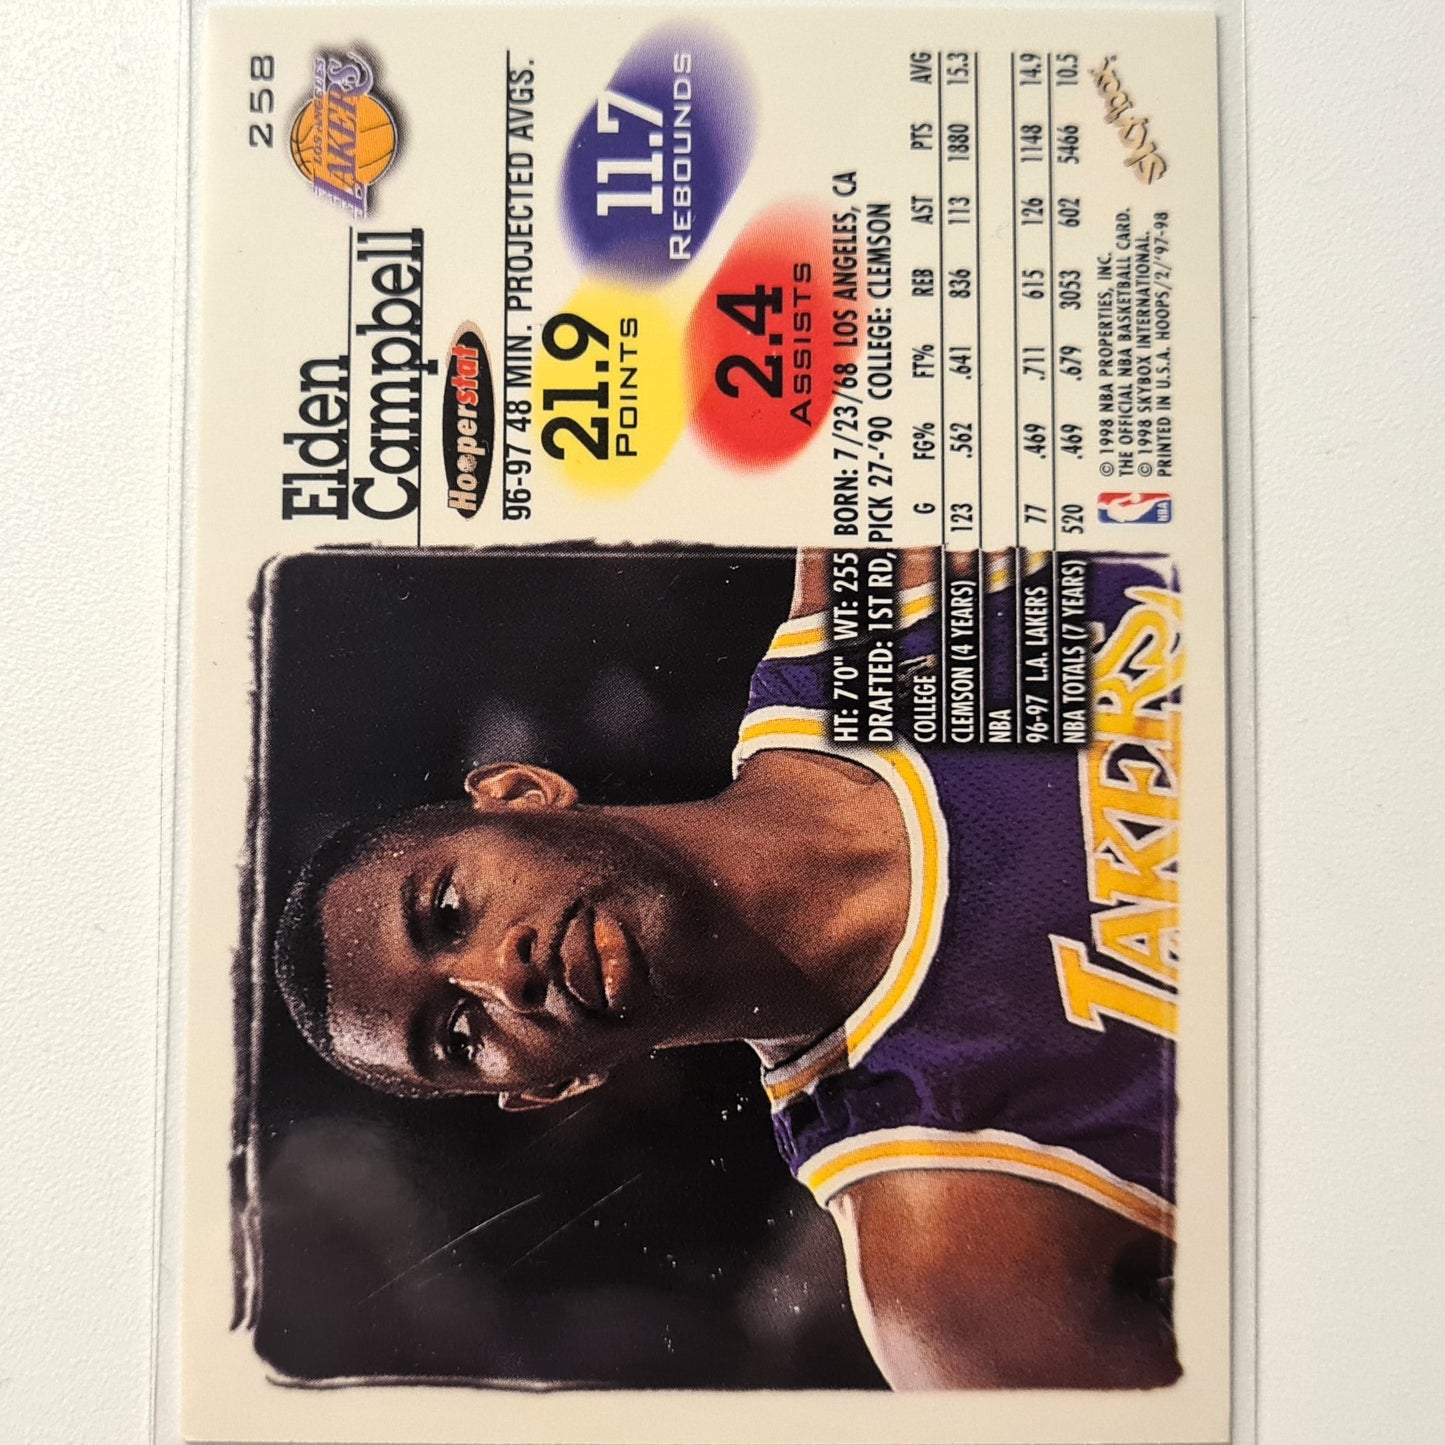 258
LOS ANGELES
LAKERS
Elden
Campbell
Hooperstat
96-97 48 MIN. PROJECTED AVGS.
21.9
POINTS
11.7
REBOUNDS
2.4
ASSISTS
HT: 7'0" WT: 255 BORN: 7/23/68 LOS ANGELES, CA
DRAFTED: 1ST RD, PICK 27-'90 COLLEGE: CLEMSON
COLLEGE G FG% FT% REB AST PTS AVG
CLEMSON (4 YEARS) 123 .562 .641 836 113 1880 15.3
NBA
96-97 L.A. LAKERS 77 .469 .711 615 126 1148 14.9
NBA TOTALS (7 YEARS) 520 .469 .679 3053 602 5466 10.5
LAKERS
NBA
© 1998 NBA PROPERTIES, INC.
THE OFFICIAL NBA BASKETBALL CARD.
© 1998 SKYBOX INTERNATIONAL.
PRINTED IN U.S.A. HOOPS/2/'97-98
SkyBox